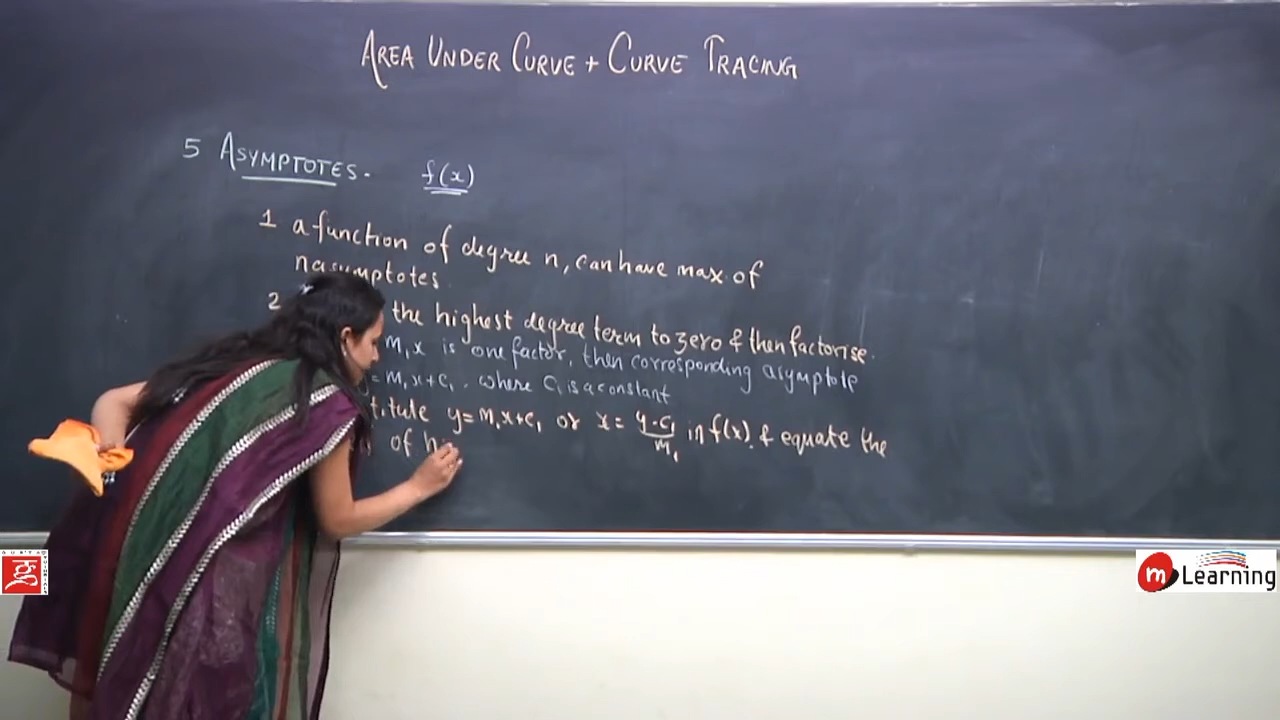 AREA UNDER CURVE + CURVE TRACING
5 ASYMPTOTES. f(x)
1 a function of degree n, can have max of
n asymptotes.
2 the highest degree term to zero & then factorise.
M₁x is one factor, then corresponding asymptote
= M₁x+C₁. where C₁ is a constant
titute y=M₁x+C₁ or x= y-C₁/M₁ in f(x). & equate the
of
m Learning